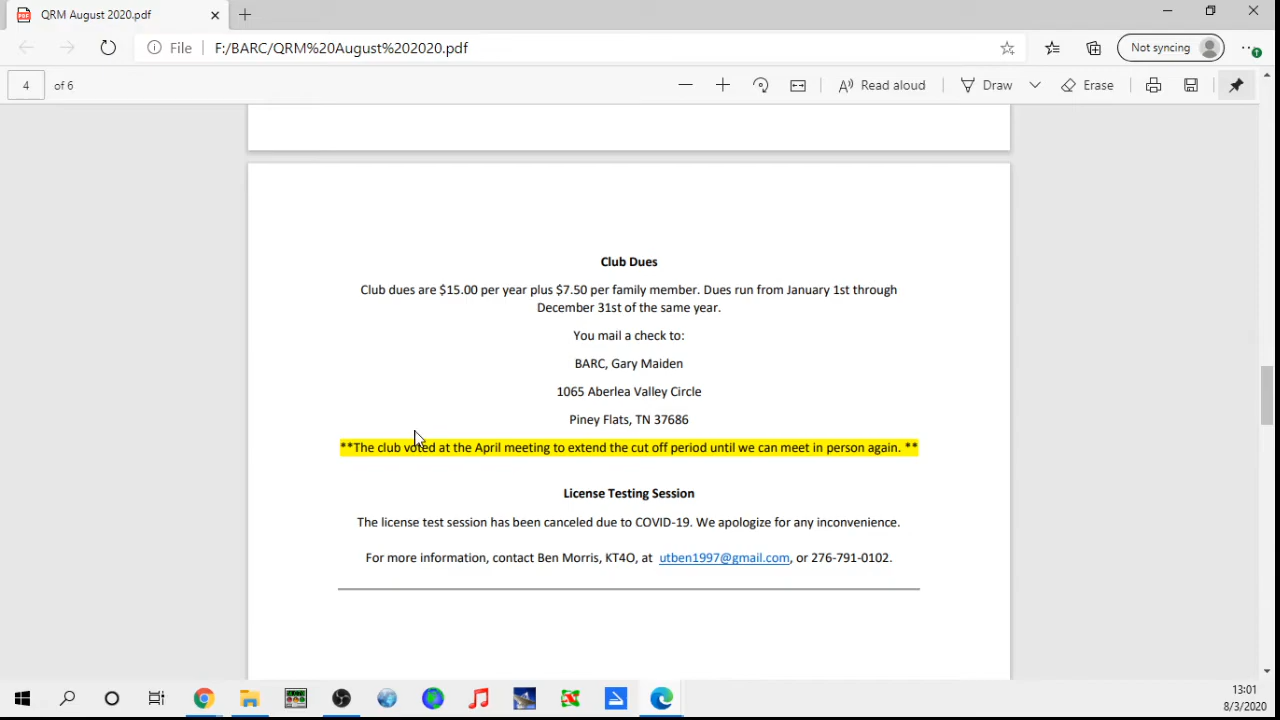 QRM August 2020.pdf
File F:/BARC/QRM%20August%202020.pdf
Not syncing
4 of 6
Read aloud
Draw
Erase
Club Dues
Club dues are $15.00 per year plus $7.50 per family member. Dues run from January 1st through
December 31st of the same year.
You mail a check to:
BARC, Gary Maiden
1065 Aberlea Valley Circle
Piney Flats, TN 37686
**The club voted at the April meeting to extend the cut off period until we can meet in person again. **
License Testing Session
The license test session has been canceled due to COVID-19. We apologize for any inconvenience.
For more information, contact Ben Morris, KT4O, at utben1997@gmail.com, or 276-791-0102.
13:01
8/3/2020